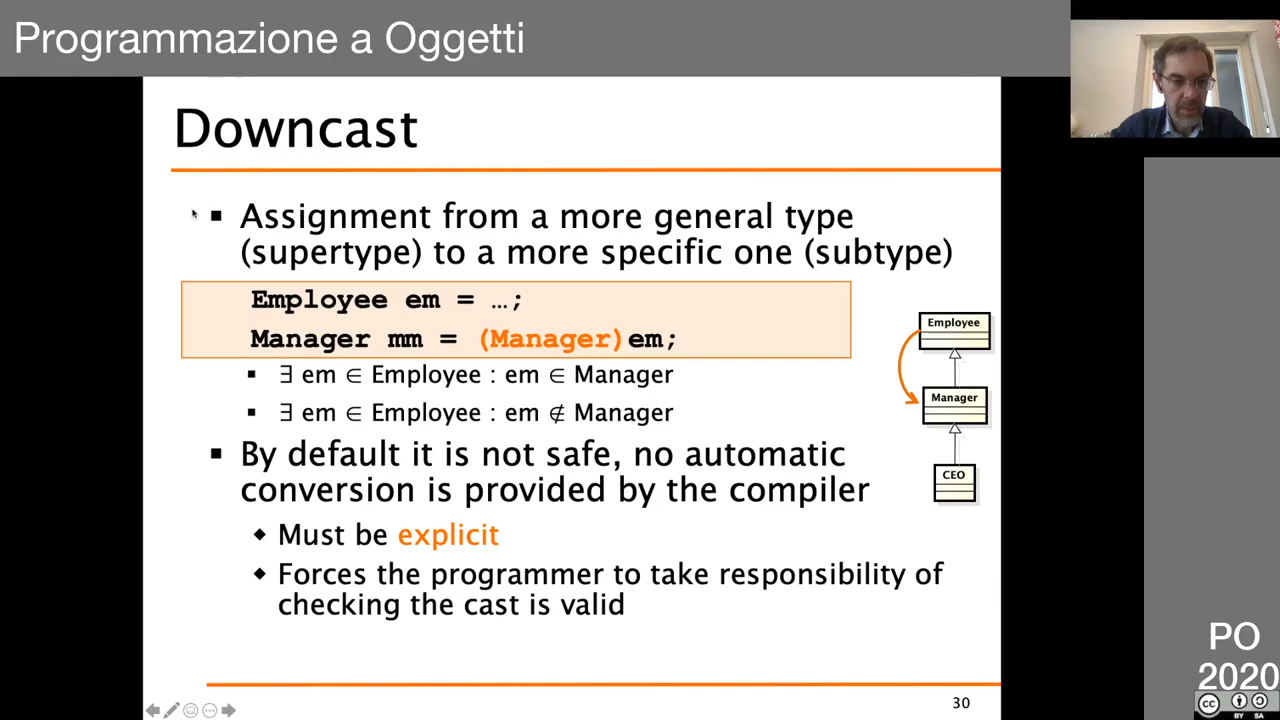 Programmazione a Oggetti
Downcast
▪ Assignment from a more general type
(supertype) to a more specific one (subtype)
Employee em = …;
Manager mm = (Manager)em;
▪ ∃ em ∈ Employee : em ∈ Manager
▪ ∃ em ∈ Employee : em ∉ Manager
Employee
Manager
CEO
▪ By default it is not safe, no automatic
conversion is provided by the compiler
◆ Must be explicit
◆ Forces the programmer to take responsibility of
checking the cast is valid
30
PO
2020
cc
BY SA